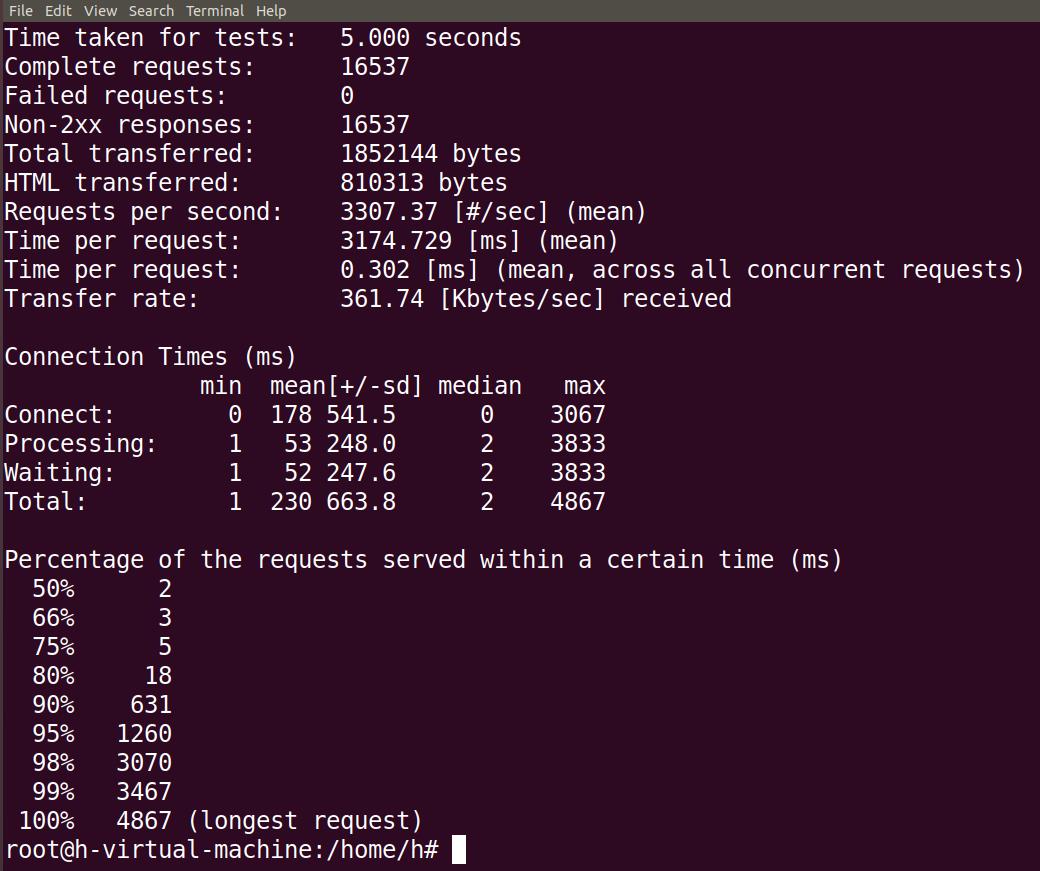 File Edit View Search Terminal Help
Time taken for tests:   5.000 seconds
Complete requests:      16537
Failed requests:        0
Non-2xx responses:      16537
Total transferred:      1852144 bytes
HTML transferred:       810313 bytes
Requests per second:    3307.37 [#/sec] (mean)
Time per request:       3174.729 [ms] (mean)
Time per request:       0.302 [ms] (mean, across all concurrent requests)
Transfer rate:          361.74 [Kbytes/sec] received

Connection Times (ms)
              min  mean[+/-sd] median   max
Connect:        0  178 541.5      0    3067
Processing:     1   53 248.0      2    3833
Waiting:        1   52 247.6      2    3833
Total:          1  230 663.8      2    4867

Percentage of the requests served within a certain time (ms)
  50%      2
  66%      3
  75%      5
  80%     18
  90%    631
  95%   1260
  98%   3070
  99%   3467
 100%   4867 (longest request)
root@h-virtual-machine:/home/h#